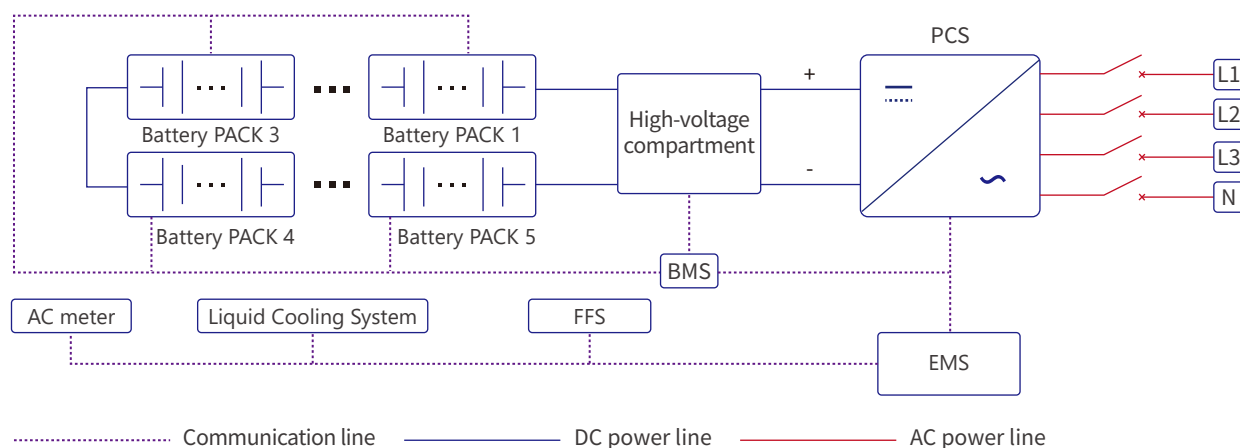 PCS
+
L1
Battery PACK 3
Battery PACK 1
High-voltage
compartment
L2
L3
-
N
Battery PACK 4
Battery PACK 5
BMS
AC meter
Liquid Cooling System
FFS
EMS
Communication line
DC power line
AC power line